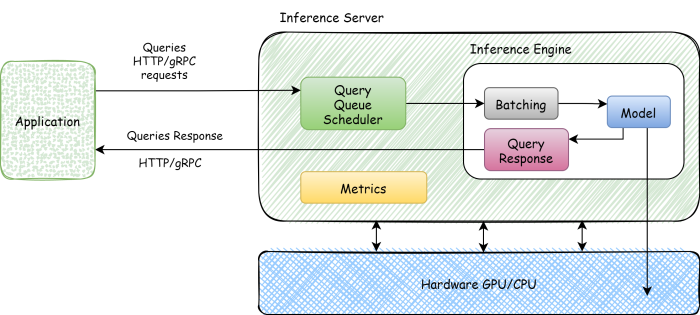 Inference Server
Queries
HTTP/gRPC
requests
Inference Engine
Application
Query
Queue
Scheduler
Batching
Model
Queries Response
HTTP/gRPC
Query
Response
Metrics
Hardware GPU/CPU